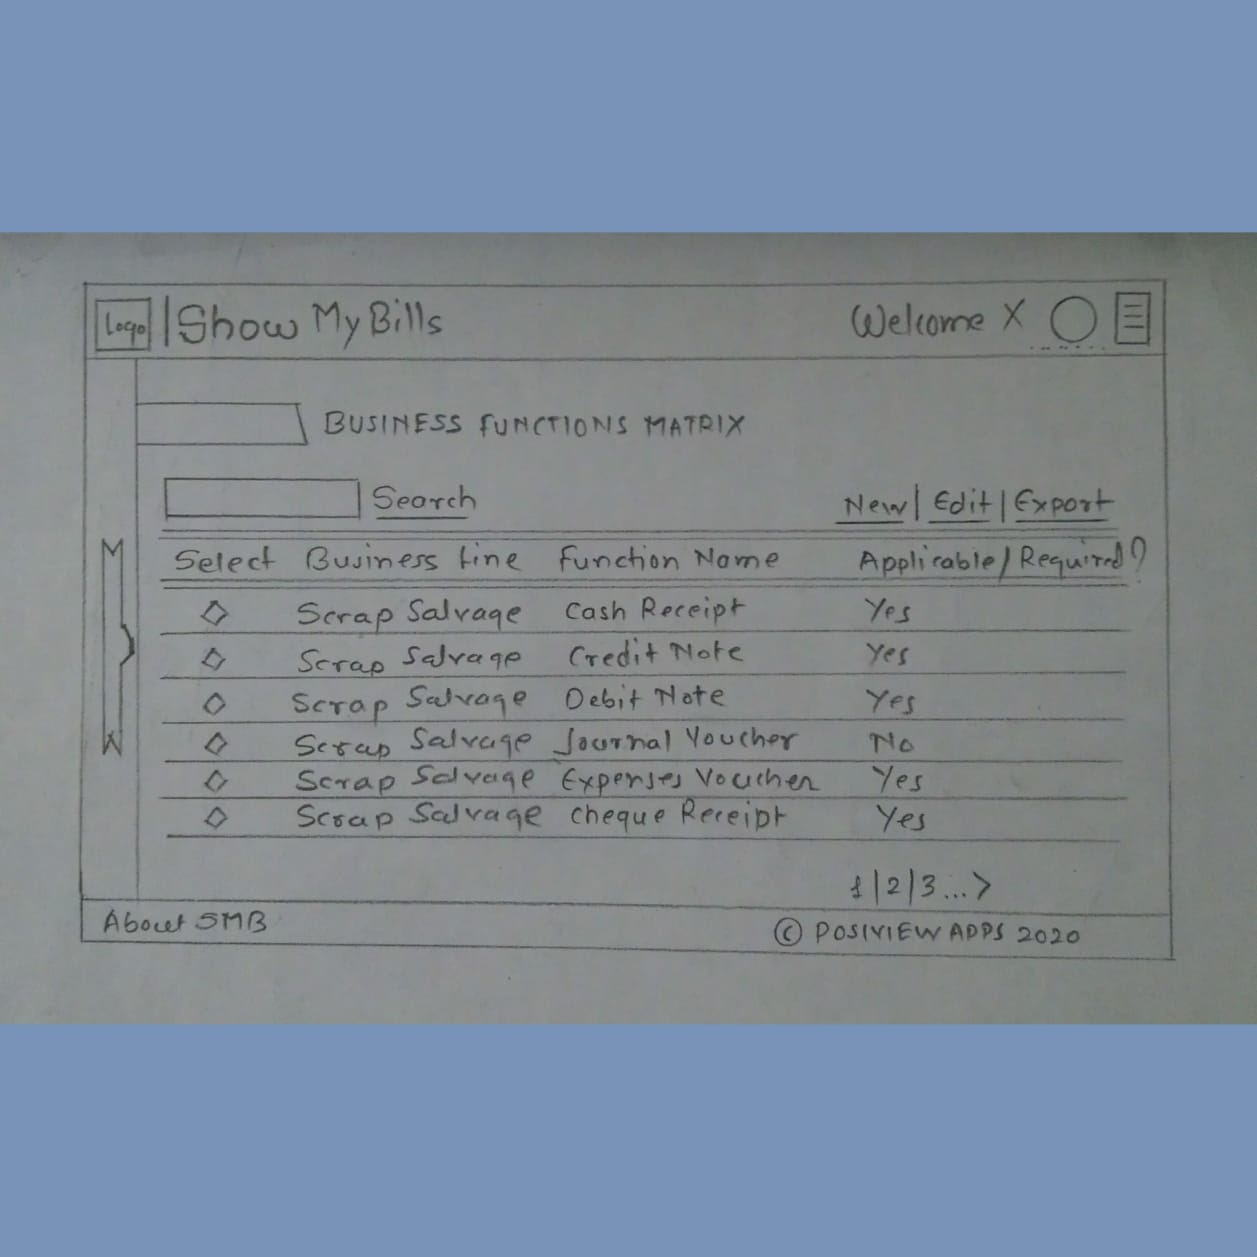 Logo | Show My Bills Welcome X
BUSINESS FUNCTIONS MATRIX
Search New | Edit | Export
Select Business Line Function Name Applicable / Required?
Scrap Salvage Cash Receipt Yes
Scrap Salvage Credit Note Yes
Scrap Salvage Debit Note Yes
Scrap Salvage Journal Voucher No
Scrap Salvage Expenses Voucher Yes
Scrap Salvage Cheque Receipt Yes
1|2|3...>
About SMB © POSIVIEW APPS 2020